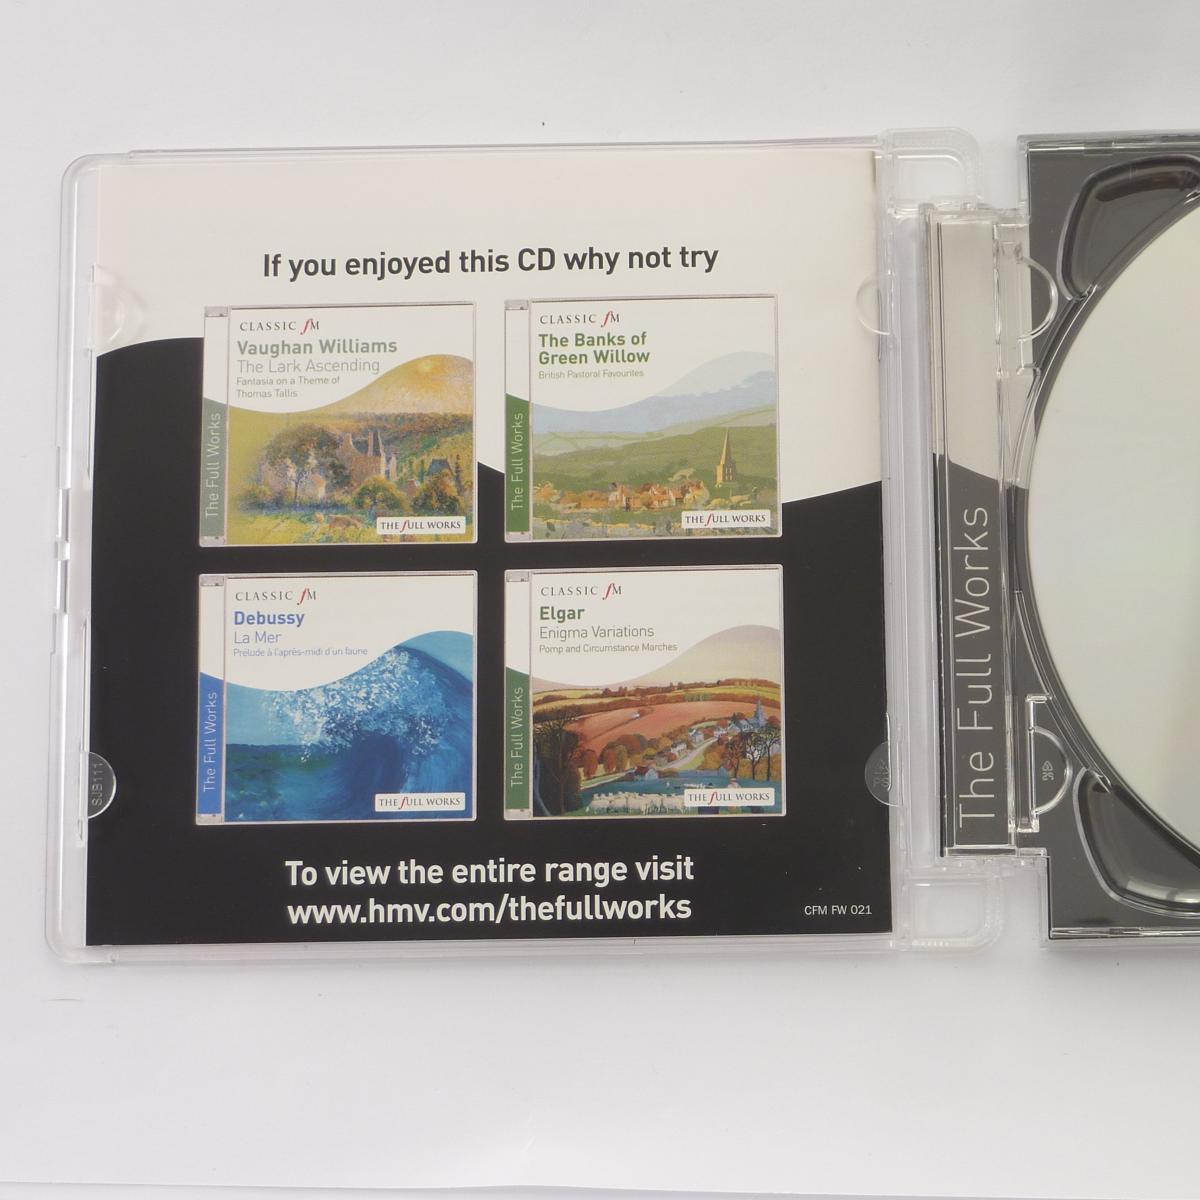 If you enjoyed this CD why not try
CLASSIC fM
Vaughan Williams
The Lark Ascending
Fantasia on a Theme of
Thomas Tallis
The Full Works
THE fULL WORKS
CLASSIC fM
The Banks of
Green Willow
British Pastoral Favourites
The Full Works
THE fULL WORKS
CLASSIC fM
Debussy
La Mer
Prélude à l'après-midi d'un faune
The Full Works
THE fULL WORKS
CLASSIC fM
Elgar
Enigma Variations
Pomp and Circumstance Marches
The Full Works
THE fULL WORKS
To view the entire range visit
www.hmv.com/thefullworks
CFM FW 021
SJB111
The Full Works